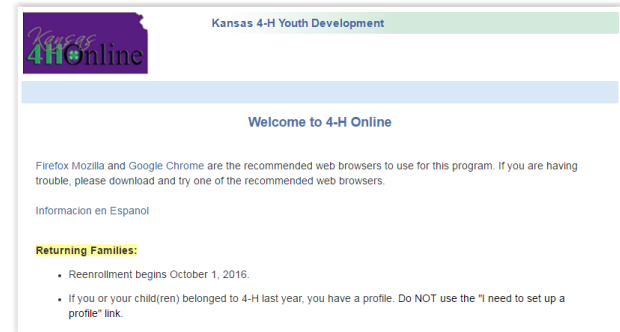 Kansas 4-H Youth Development
Kansas
4HOnline
Welcome to 4-H Online
Firefox Mozilla and Google Chrome are the recommended web browsers to use for this program. If you are having
trouble, please download and try one of the recommended web browsers.
Informacion en Espanol
Returning Families:
• Reenrollment begins October 1, 2016.
• If you or your child(ren) belonged to 4-H last year, you have a profile. Do NOT use the "I need to set up a
profile" link.